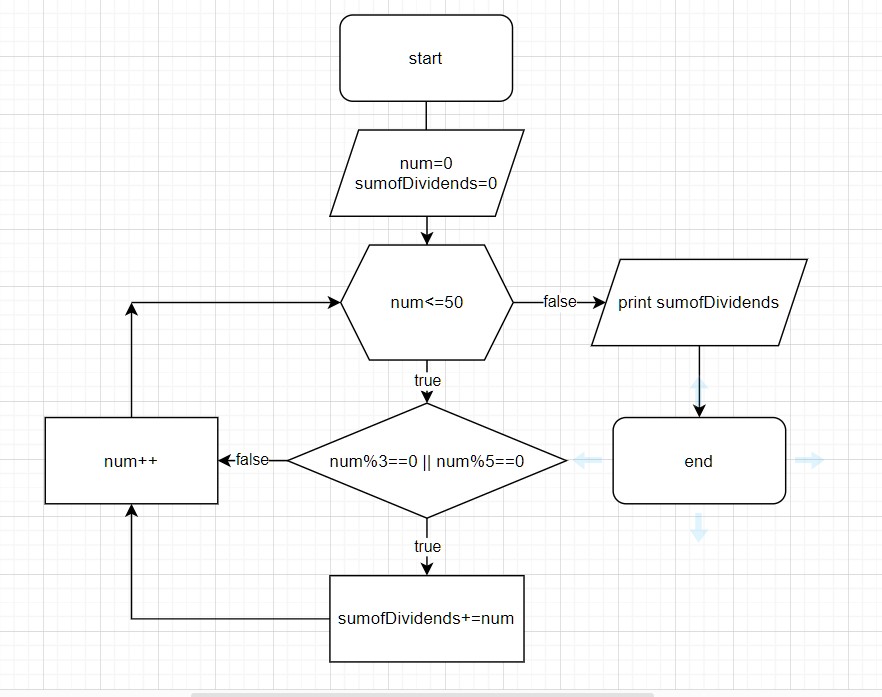 start
num=0
sumofDividends=0
num<=50
false
print sumofDividends
true
num++
false
num%3==0 || num%5==0
end
true
sumofDividends+=num